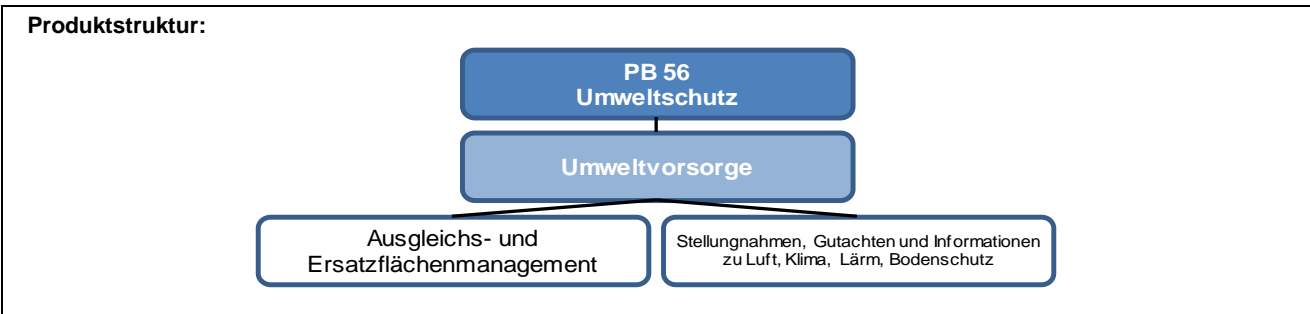 Produktstruktur:
PB 56
Umweltschutz
Umweltvorsorge
Ausgleichs- und
Ersatzflächenmanagement
Stellungnahmen, Gutachten und Informationen
zu Luft, Klima, Lärm, Bodenschutz